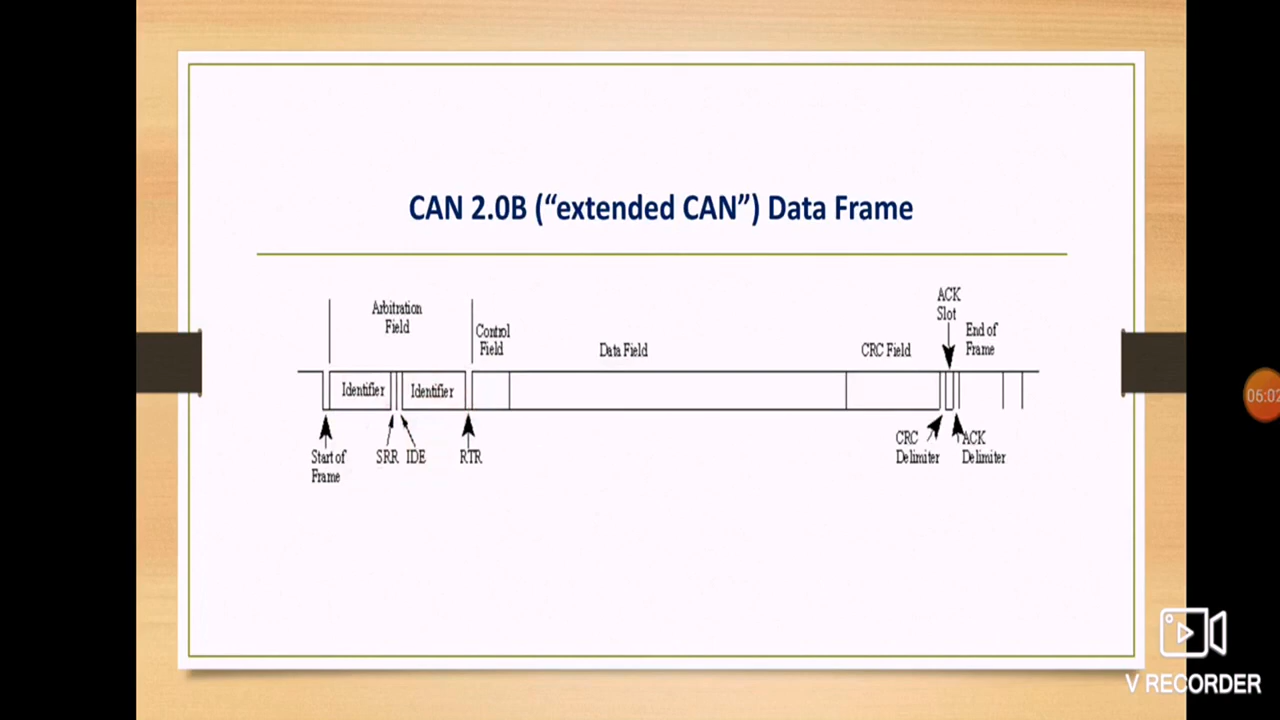 CAN 2.0B (“extended CAN”) Data Frame
Arbitration
Field
Control
Field
Data Field
CRC Field
ACK
Slot
End of
Frame
Identifier
Identifier
Start of
Frame
SRR
IDE
RTR
CRC
Delimiter
ACK
Delimiter
06:02
V RECORDER